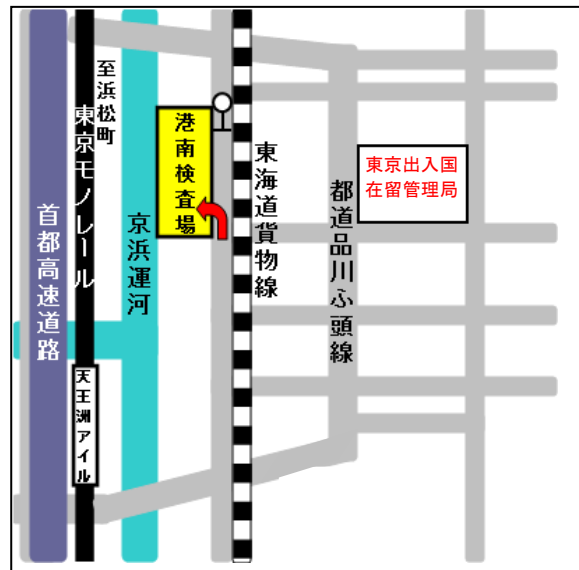 首都高速道路
東京モノレール
至浜松町
天王洲アイル
京浜運河
港南検査場
東海道貨物線
都道品川ふ頭線
東京出入国
在留管理局